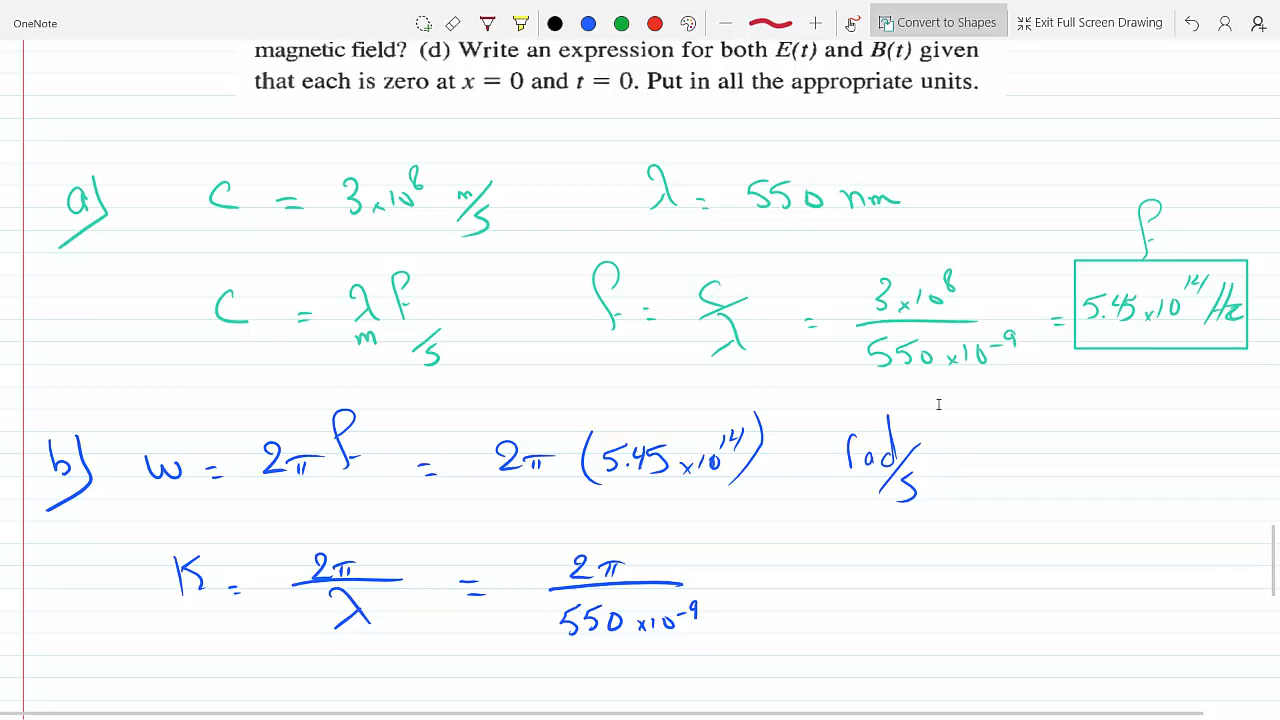 OneNote
Convert to Shapes
Exit Full Screen Drawing
magnetic field? (d) Write an expression for both E(t) and B(t) given
that each is zero at x = 0 and t = 0. Put in all the appropriate units.
a) C = 3×10⁸ m/s λ = 550 nm
C = λ f m /s f = c/λ = 3×10⁸ / 550×10⁻⁹ = 5.45×10¹⁴ Hz f
b) ω = 2π f = 2π (5.45×10¹⁴) rad/s
K = 2π/λ = 2π / 550×10⁻⁹